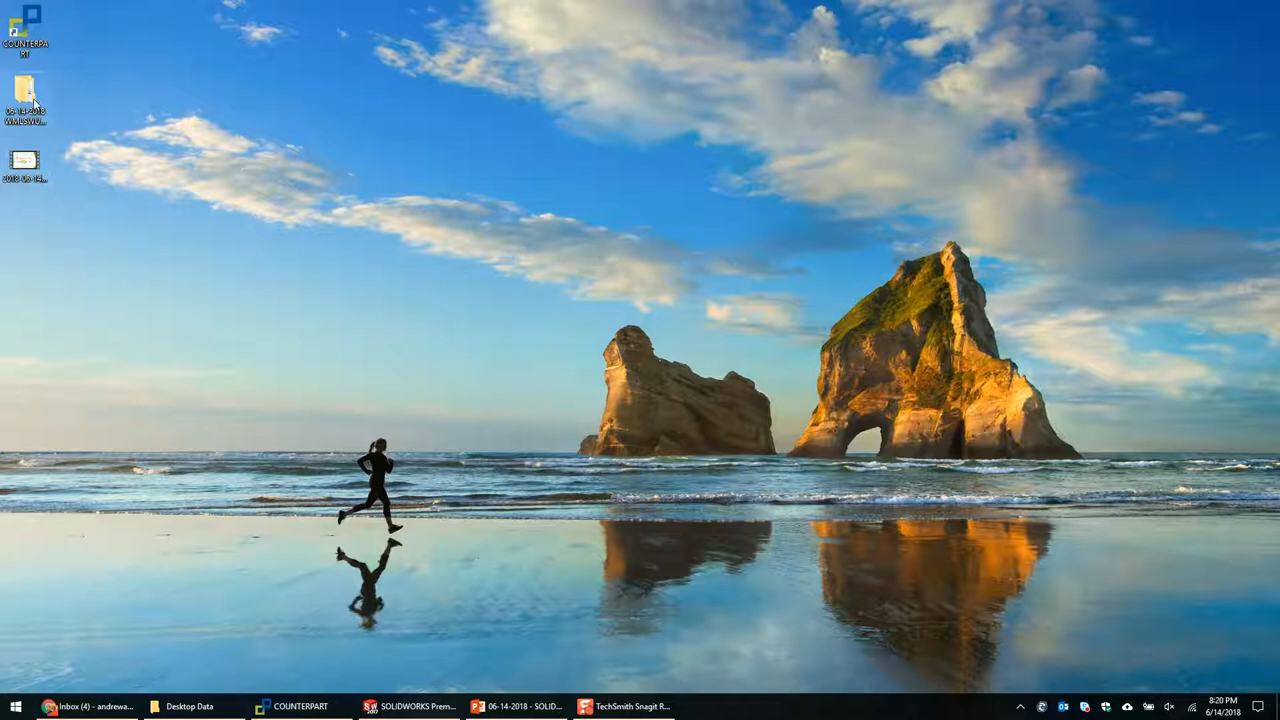 COUNTERPA
RT
06-14-2018
WMLSWU...
2018-06-14...
Inbox (4) - andrewa...
Desktop Data
COUNTERPART
SOLIDWORKS Prem...
06-14-2018 - SOLID...
TechSmith Snagit R...
8:20 PM
6/14/2018